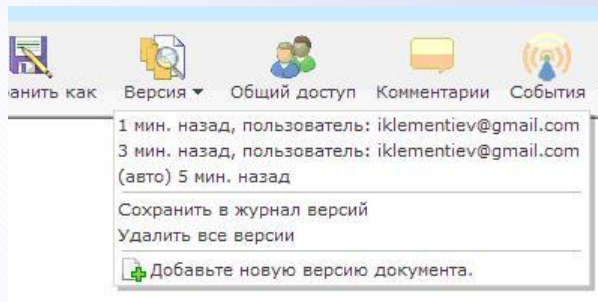 анить как Версия ▾ Общий доступ Комментарии События
1 мин. назад, пользователь: iklementiev@gmail.com
3 мин. назад, пользователь: iklementiev@gmail.com
(авто) 5 мин. назад
Сохранить в журнал версий
Удалить все версии
Добавьте новую версию документа.